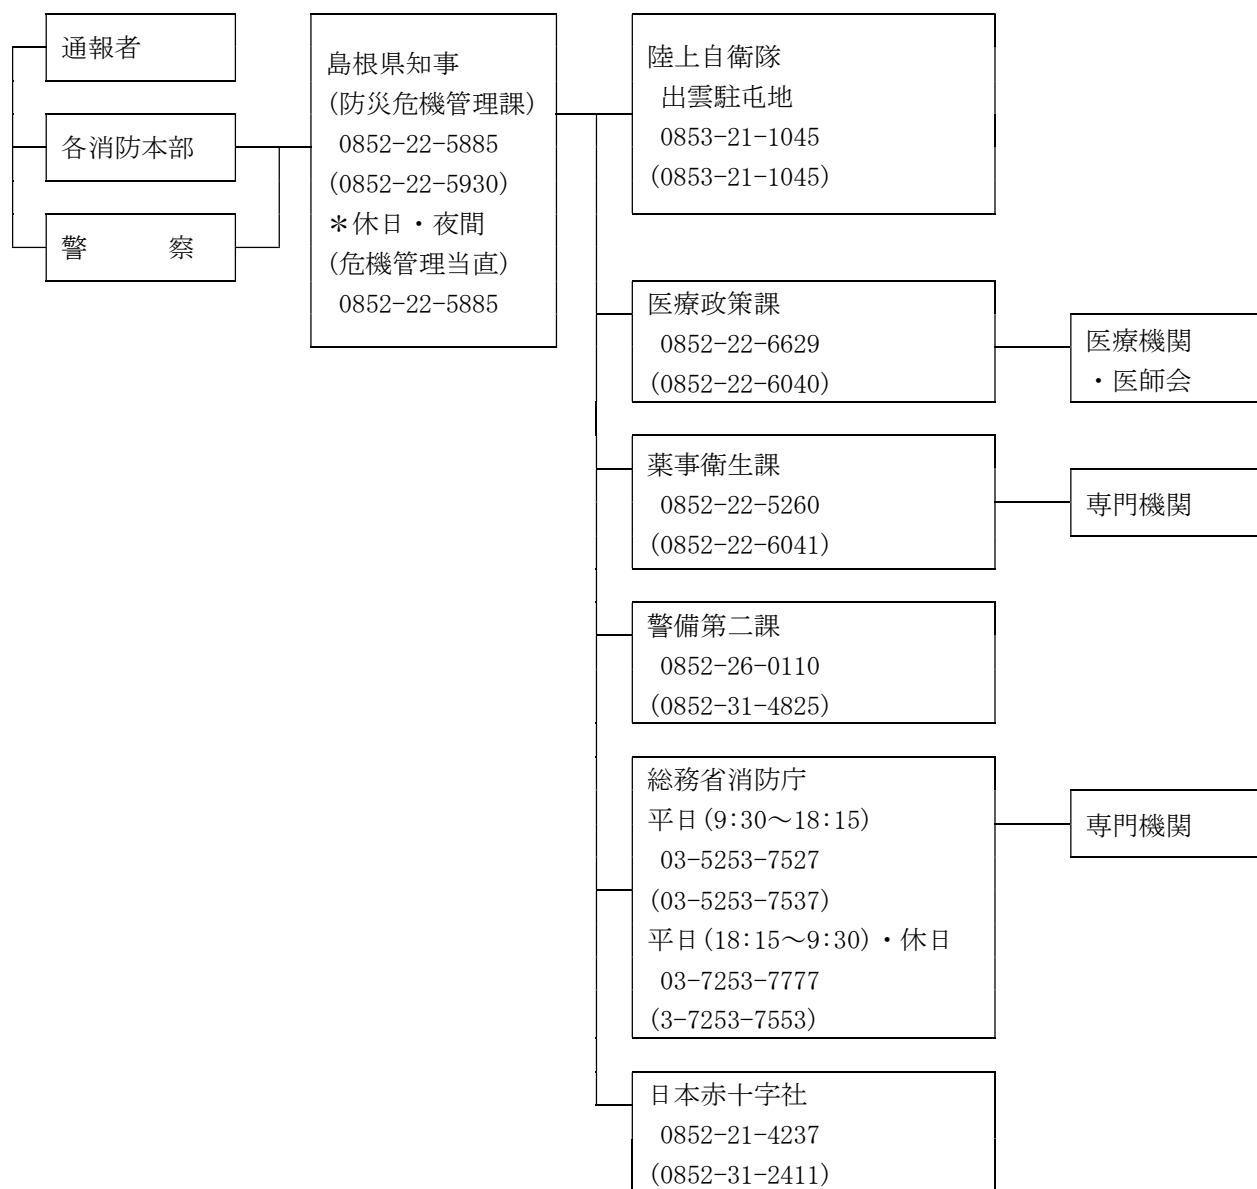 通報者
各消防本部
警　　察
島根県知事
(防災危機管理課)
0852-22-5885
(0852-22-5930)
＊休日・夜間
(危機管理当直)
0852-22-5885
陸上自衛隊
出雲駐屯地
0853-21-1045
(0853-21-1045)
医療政策課
0852-22-6629
(0852-22-6040)
医療機関
・医師会
薬事衛生課
0852-22-5260
(0852-22-6041)
専門機関
警備第二課
0852-26-0110
(0852-31-4825)
総務省消防庁
平日(9:30～18:15)
03-5253-7527
(03-5253-7537)
平日(18:15～9:30)・休日
03-7253-7777
(3-7253-7553)
専門機関
日本赤十字社
0852-21-4237
(0852-31-2411)